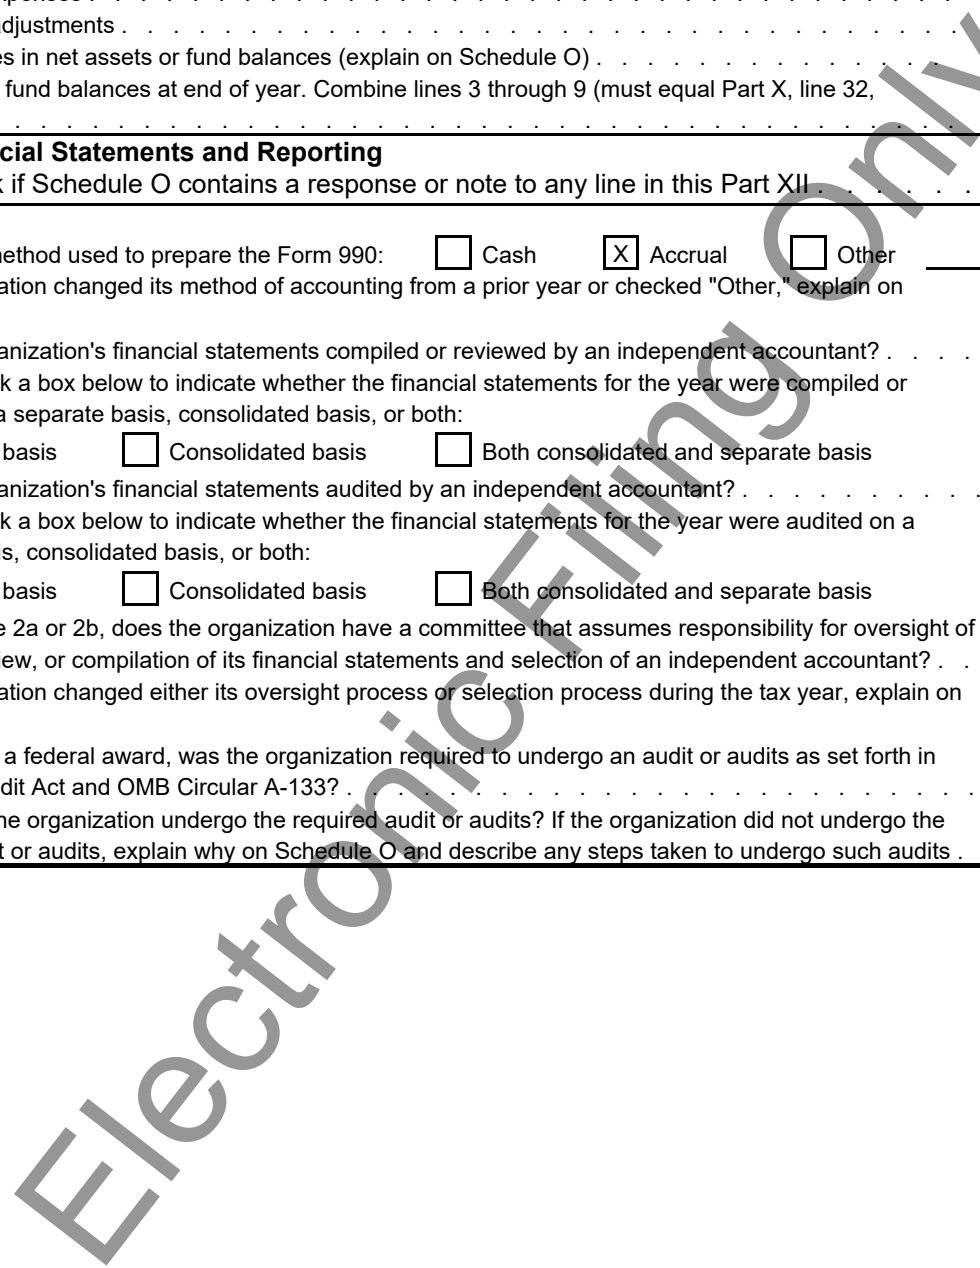 adjustments . . . . . . . . . . . . . . . . . . . . . . . . . . . .
es in net assets or fund balances (explain on Schedule O) . . . . . . . . . . . . . .
fund balances at end of year. Combine lines 3 through 9 (must equal Part X, line 32,
. . . . . . . . . . . . . . . . . . . . . . . . . . . . . . . . . . . . .
cial Statements and Reporting
k if Schedule O contains a response or note to any line in this Part XII . . . . . .
method used to prepare the Form 990: Cash X Accrual Other
ation changed its method of accounting from a prior year or checked "Other," explain on
anization's financial statements compiled or reviewed by an independent accountant? . . . .
k a box below to indicate whether the financial statements for the year were compiled or
a separate basis, consolidated basis, or both:
basis Consolidated basis Both consolidated and separate basis
anization's financial statements audited by an independent accountant? . . . . . . . . . .
k a box below to indicate whether the financial statements for the year were audited on a
is, consolidated basis, or both:
basis Consolidated basis Both consolidated and separate basis
e 2a or 2b, does the organization have a committee that assumes responsibility for oversight of
iew, or compilation of its financial statements and selection of an independent accountant? . .
ation changed either its oversight process or selection process during the tax year, explain on
a federal award, was the organization required to undergo an audit or audits as set forth in
dit Act and OMB Circular A-133? . . . . . . . . . . . . . . . . . . . . .
he organization undergo the required audit or audits? If the organization did not undergo the
t or audits, explain why on Schedule O and describe any steps taken to undergo such audits .
Electronic Filing Only